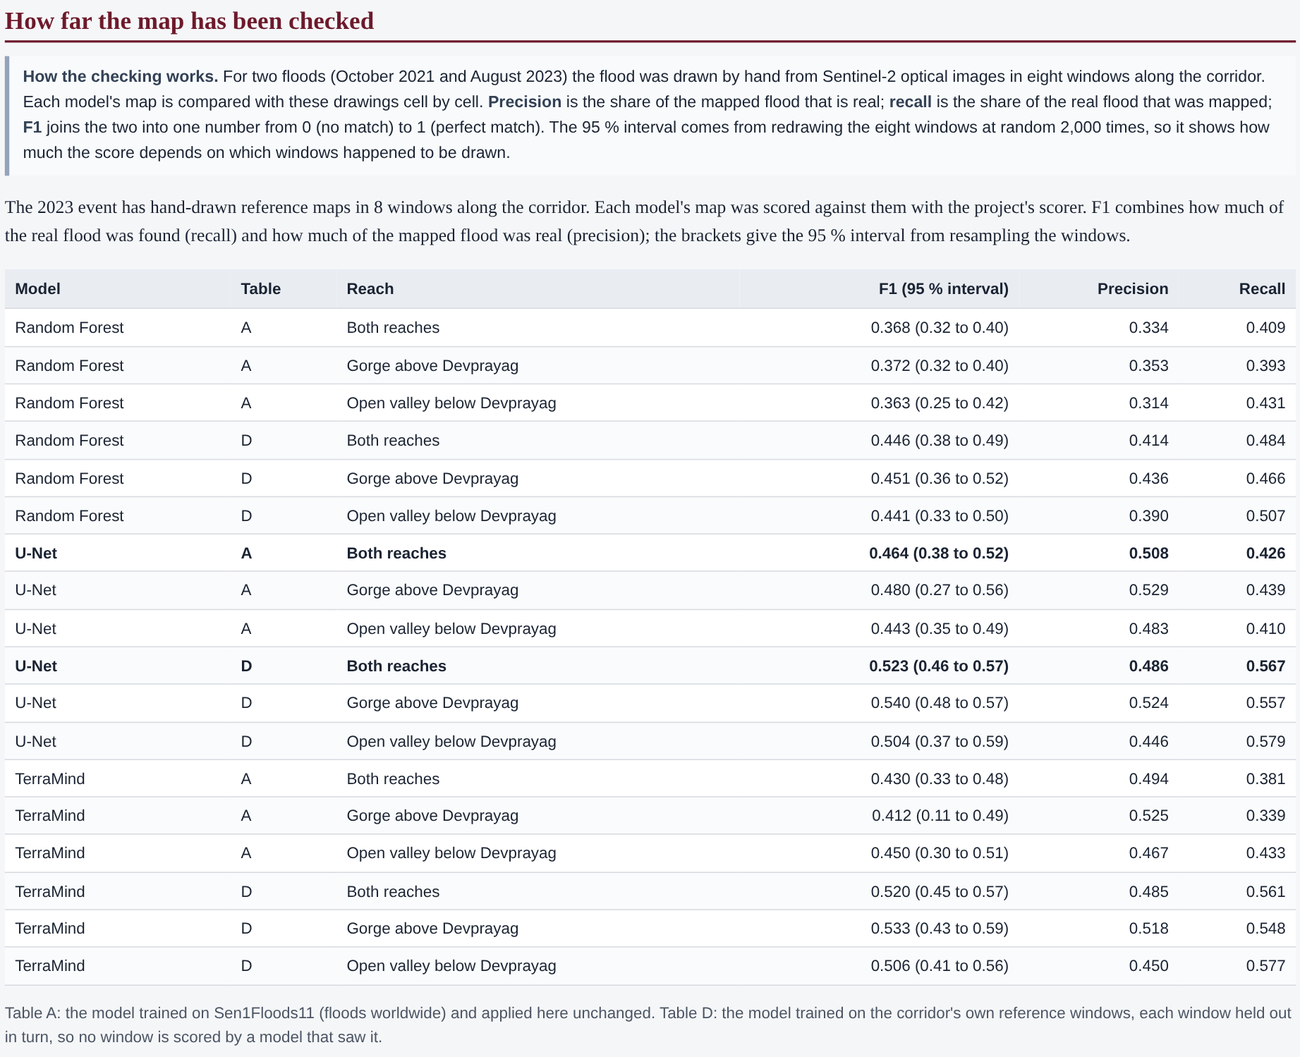 How far the map has been checked
How the checking works. For two floods (October 2021 and August 2023) the flood was drawn by hand from Sentinel-2 optical images in eight windows along the corridor.
Each model's map is compared with these drawings cell by cell. Precision is the share of the mapped flood that is real; recall is the share of the real flood that was mapped;
F1 joins the two into one number from 0 (no match) to 1 (perfect match). The 95 % interval comes from redrawing the eight windows at random 2,000 times, so it shows how
much the score depends on which windows happened to be drawn.
The 2023 event has hand-drawn reference maps in 8 windows along the corridor. Each model's map was scored against them with the project's scorer. F1 combines how much of
the real flood was found (recall) and how much of the mapped flood was real (precision); the brackets give the 95 % interval from resampling the windows.
Model Table Reach F1 (95 % interval) Precision Recall
Random Forest A Both reaches 0.368 (0.32 to 0.40) 0.334 0.409
Random Forest A Gorge above Devprayag 0.372 (0.32 to 0.40) 0.353 0.393
Random Forest A Open valley below Devprayag 0.363 (0.25 to 0.42) 0.314 0.431
Random Forest D Both reaches 0.446 (0.38 to 0.49) 0.414 0.484
Random Forest D Gorge above Devprayag 0.451 (0.36 to 0.52) 0.436 0.466
Random Forest D Open valley below Devprayag 0.441 (0.33 to 0.50) 0.390 0.507
U-Net A Both reaches 0.464 (0.38 to 0.52) 0.508 0.426
U-Net A Gorge above Devprayag 0.480 (0.27 to 0.56) 0.529 0.439
U-Net A Open valley below Devprayag 0.443 (0.35 to 0.49) 0.483 0.410
U-Net D Both reaches 0.523 (0.46 to 0.57) 0.486 0.567
U-Net D Gorge above Devprayag 0.540 (0.48 to 0.57) 0.524 0.557
U-Net D Open valley below Devprayag 0.504 (0.37 to 0.59) 0.446 0.579
TerraMind A Both reaches 0.430 (0.33 to 0.48) 0.494 0.381
TerraMind A Gorge above Devprayag 0.412 (0.11 to 0.49) 0.525 0.339
TerraMind A Open valley below Devprayag 0.450 (0.30 to 0.51) 0.467 0.433
TerraMind D Both reaches 0.520 (0.45 to 0.57) 0.485 0.561
TerraMind D Gorge above Devprayag 0.533 (0.43 to 0.59) 0.518 0.548
TerraMind D Open valley below Devprayag 0.506 (0.41 to 0.56) 0.450 0.577
Table A: the model trained on Sen1Floods11 (floods worldwide) and applied here unchanged. Table D: the model trained on the corridor's own reference windows, each window held out
in turn, so no window is scored by a model that saw it.